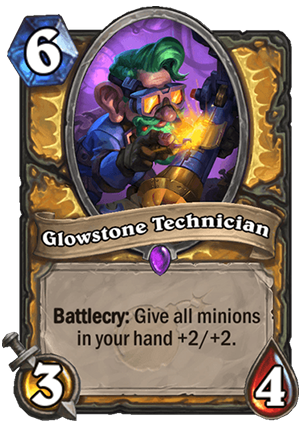 6
Glowstone Technician
Battlecry: Give all minions
in your hand +2/+2.
3
4